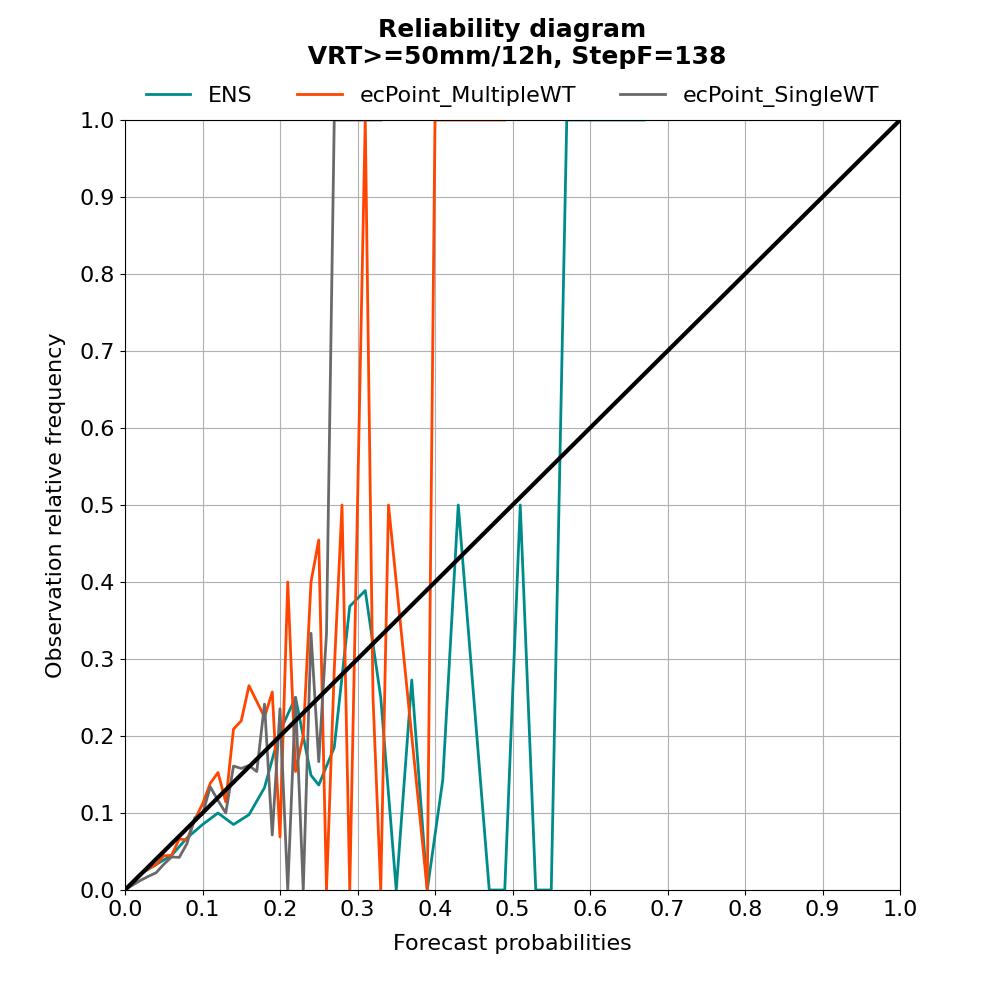 Reliability diagram
VRT>=50mm/12h, StepF=138
ENS ecPoint_MultipleWT ecPoint_SingleWT
1.0
0.9
0.8
0.7
0.6
0.5
0.4
0.3
0.2
0.1
0.0
Observation relative frequency
0.0 0.1 0.2 0.3 0.4 0.5 0.6 0.7 0.8 0.9 1.0
Forecast probabilities